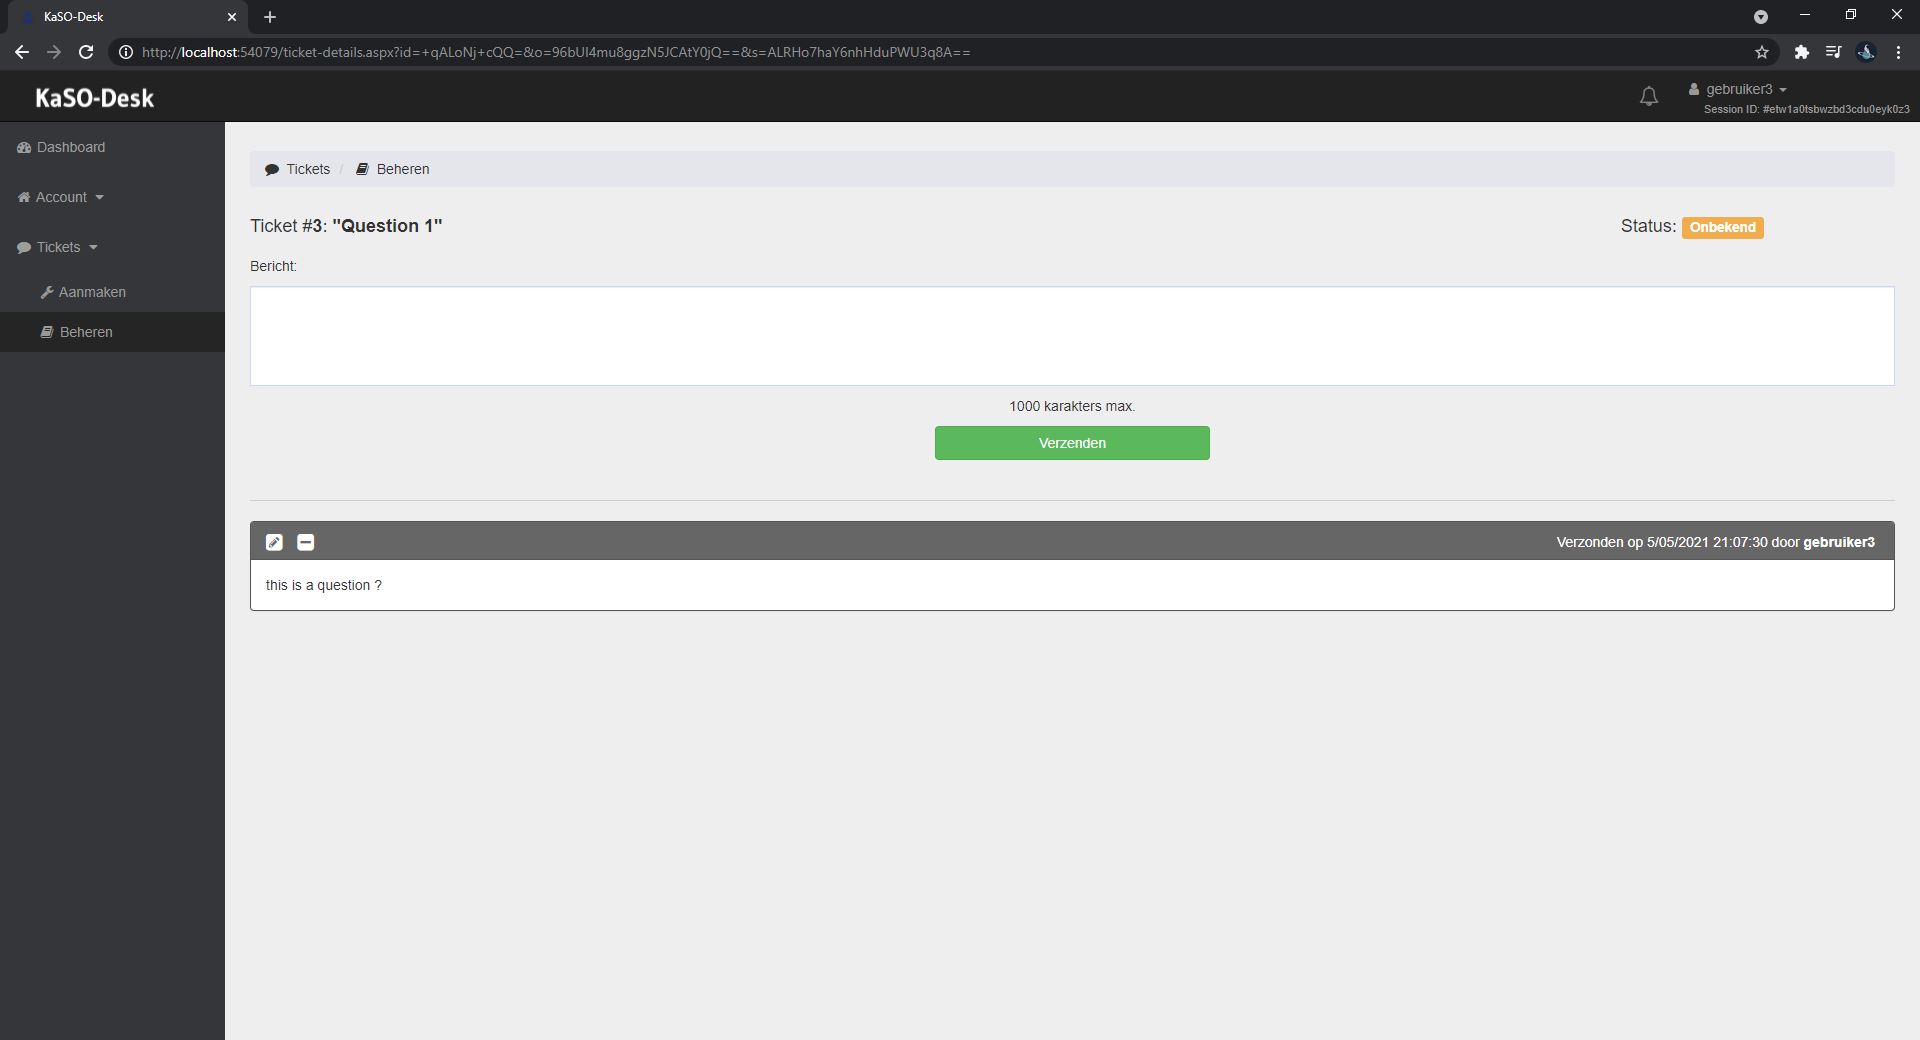 KaSO-Desk
http://localhost:54079/ticket-details.aspx?id=+qALoNj+cQQ=&o=96bUI4mu8ggzN5JCAtY0jQ==&s=ALRHo7haY6nhHduPWU3q8A==
KaSO-Desk
gebruiker3
Session ID: #etw1a0tsbwzbd3cdu0eyk0z3
Dashboard
Account
Tickets
Aanmaken
Beheren
Tickets / Beheren
Ticket #3: "Question 1"
Status: Onbekend
Bericht:
1000 karakters max.
Verzenden
Verzonden op 5/05/2021 21:07:30 door gebruiker3
this is a question ?